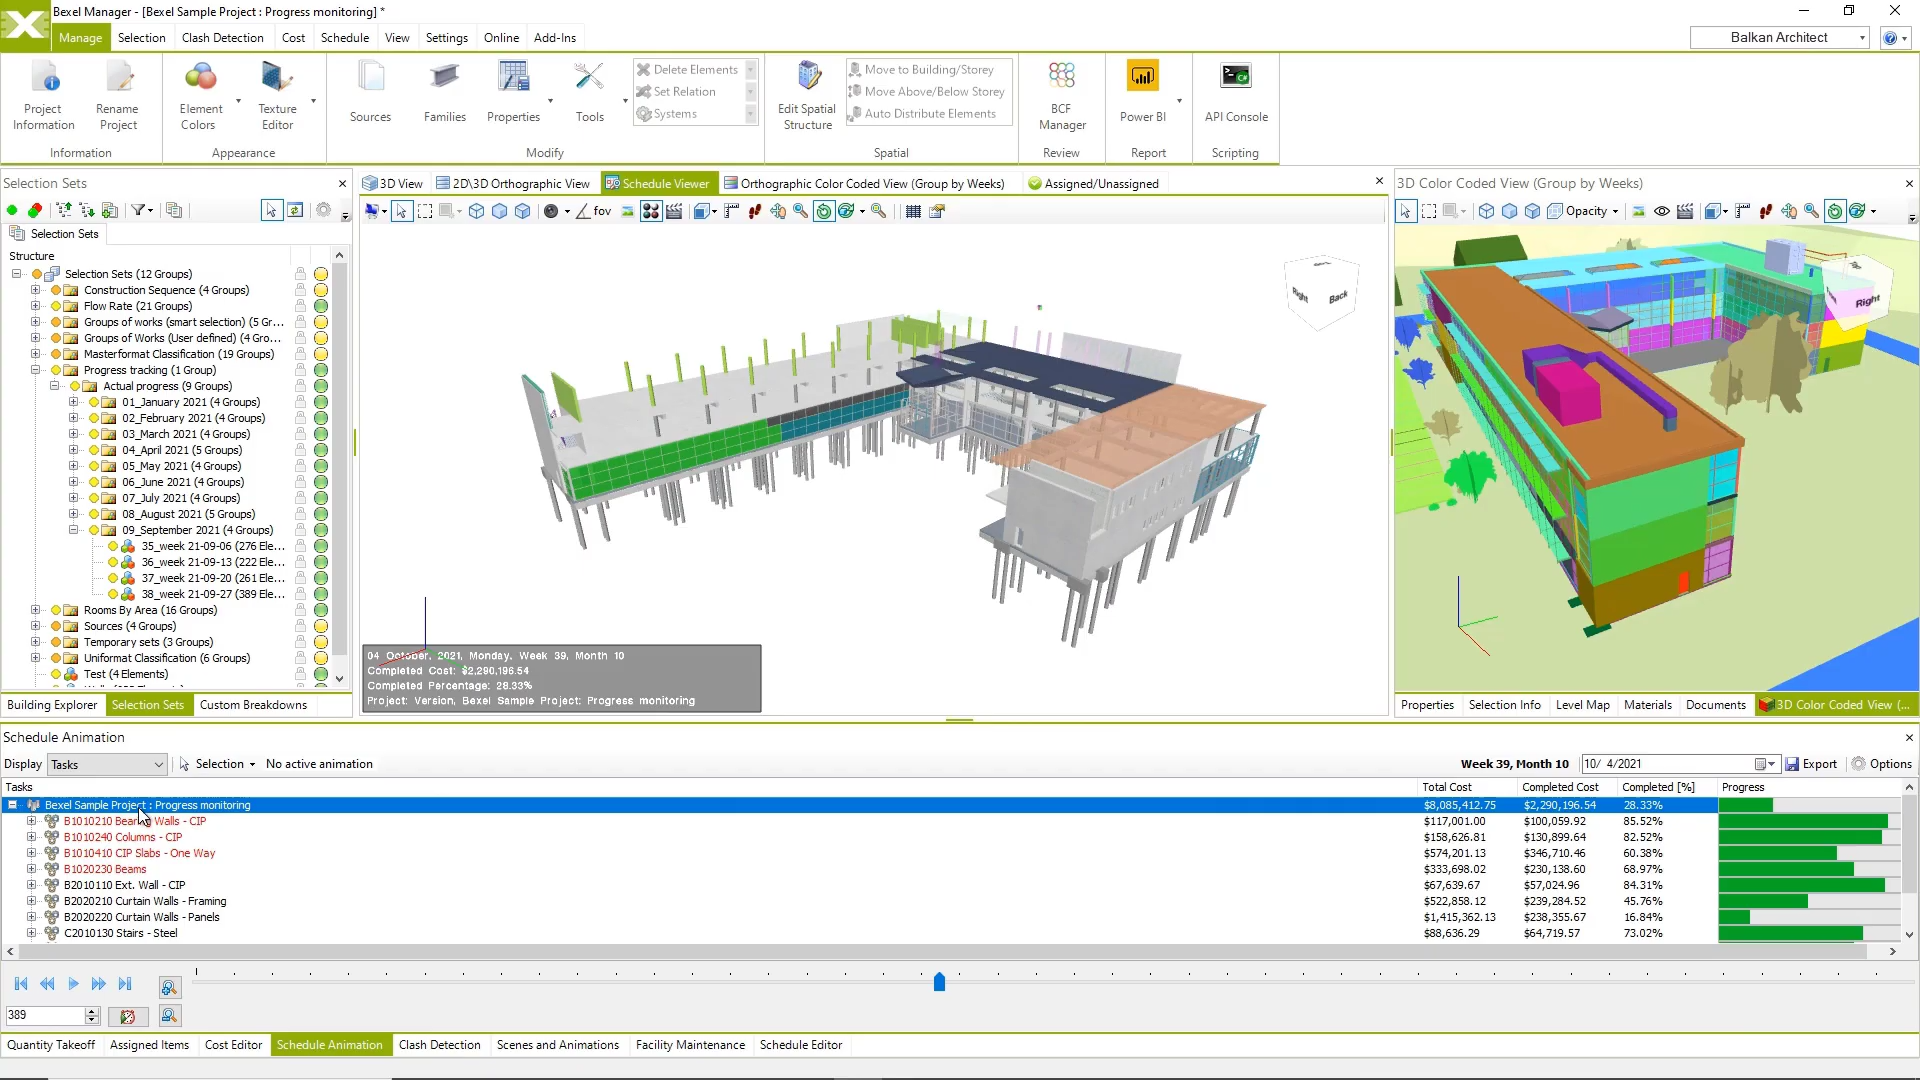 Bexel Manager - [Bexel Sample Project : Progress monitoring] *
Manage Selection Clash Detection Cost Schedule View Settings Online Add-Ins
Balkan Architect
Project Information
Rename Project
Element Colors
Texture Editor
Sources
Families
Properties
Tools
Delete Elements
Set Relation
Systems
Edit Spatial Structure
Move to Building/Storey
Move Above/Below Storey
Auto Distribute Elements
BCF Manager
Power BI
API Console
Information Appearance Modify Spatial Review Report Scripting
Selection Sets
3D View 2D\3D Orthographic View Schedule Viewer Orthographic Color Coded View (Group by Weeks) Assigned/Unassigned
3D Color Coded View (Group by Weeks)
fov
Opacity
Selection Sets
Structure
Selection Sets (12 Groups)
Construction Sequence (4 Groups)
Flow Rate (21 Groups)
Groups of works (smart selection) (5 Gr...
Groups of Works (User defined) (4 Gro...
Masterformat Classification (19 Groups)
Progress tracking (1 Group)
Actual progress (9 Groups)
01_January 2021 (4 Groups)
02_February 2021 (4 Groups)
03_March 2021 (4 Groups)
04_April 2021 (5 Groups)
05_May 2021 (4 Groups)
06_June 2021 (4 Groups)
07_July 2021 (4 Groups)
08_August 2021 (5 Groups)
09_September 2021 (4 Groups)
35_week 21-09-06 (276 Ele...
36_week 21-09-13 (222 Ele...
37_week 21-09-20 (261 Ele...
38_week 21-09-27 (389 Ele...
Rooms By Area (16 Groups)
Sources (4 Groups)
Temporary sets (3 Groups)
Uniformat Classification (6 Groups)
Test (4 Elements)
Right Back
Right
04 October, 2021, Monday, Week 39, Month 10
Completed Cost: $2,290,196.54
Completed Percentage: 28.33%
Project: Version, Bexel Sample Project: Progress monitoring
Building Explorer Selection Sets Custom Breakdowns
Properties Selection Info Level Map Materials Documents 3D Color Coded View (...
Schedule Animation
Display Tasks Selection No active animation Week 39, Month 10 10/ 4/2021 Export Options
Tasks Total Cost Completed Cost Completed [%] Progress
Bexel Sample Project : Progress monitoring $8,085,412.75 $2,290,196.54 28.33%
B1010210 Bearing Walls - CIP $117,001.00 $100,059.92 85.52%
B1010240 Columns - CIP $158,626.81 $130,899.64 82.52%
B1010410 CIP Slabs - One Way $574,201.13 $346,710.46 60.38%
B1020230 Beams $333,698.02 $230,138.60 68.97%
B2010110 Ext. Wall - CIP $67,639.67 $57,024.96 84.31%
B2020210 Curtain Walls - Framing $522,858.12 $239,284.52 45.76%
B2020220 Curtain Walls - Panels $1,415,362.13 $238,355.67 16.84%
C2010130 Stairs - Steel $88,636.29 $64,719.57 73.02%
389
Quantity Takeoff Assigned Items Cost Editor Schedule Animation Clash Detection Scenes and Animations Facility Maintenance Schedule Editor